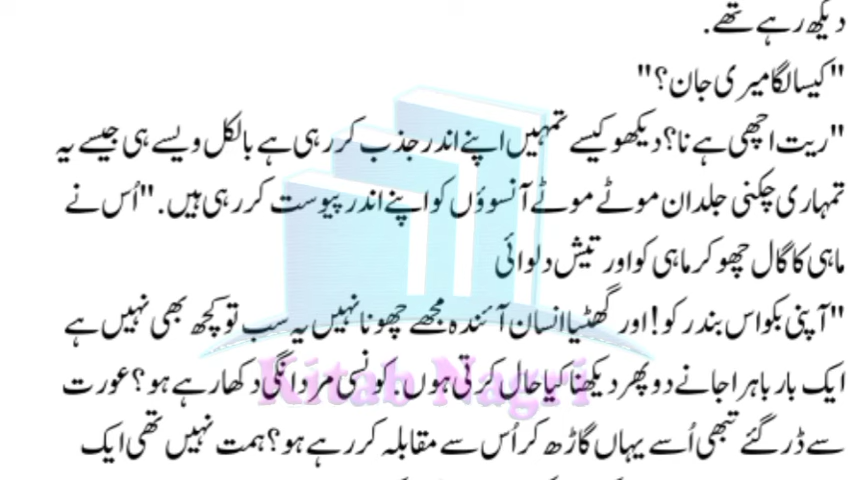 دیکھ رہے تھے.
"کیسا لگا میری جان؟"
"ریت اچھی ہے نا؟ دیکھو کیسے تمہیں اپنے اندر جذب کر رہی ہے بالکل ویسے ہی جیسے یہ
تمہاری چکنی جلد ان موٹے موٹے آنسوؤں کو اپنے اندر پیوست کر رہی ہیں. "اُس نے
ماہی کا گال چھو کر ماہی کو اور تیش دلوائی
"آپنی بکواس بندر کو! اور گھٹیا انسان آئندہ مجھے چھونا نہیں یہ سب تو کچھ بھی نہیں ہے
ایک بار باہر اجانے دو پھر دیکھنا کیا حال کرتی ہوں. کونسی مردانگی دکھا رہے ہو؟ عورت
سے ڈر گئے تبھی اُسے یہاں گاڑھ کر اُس سے مقابلہ کر رہے ہو؟ ہمت نہیں تھی ایک
Kitab Nagri